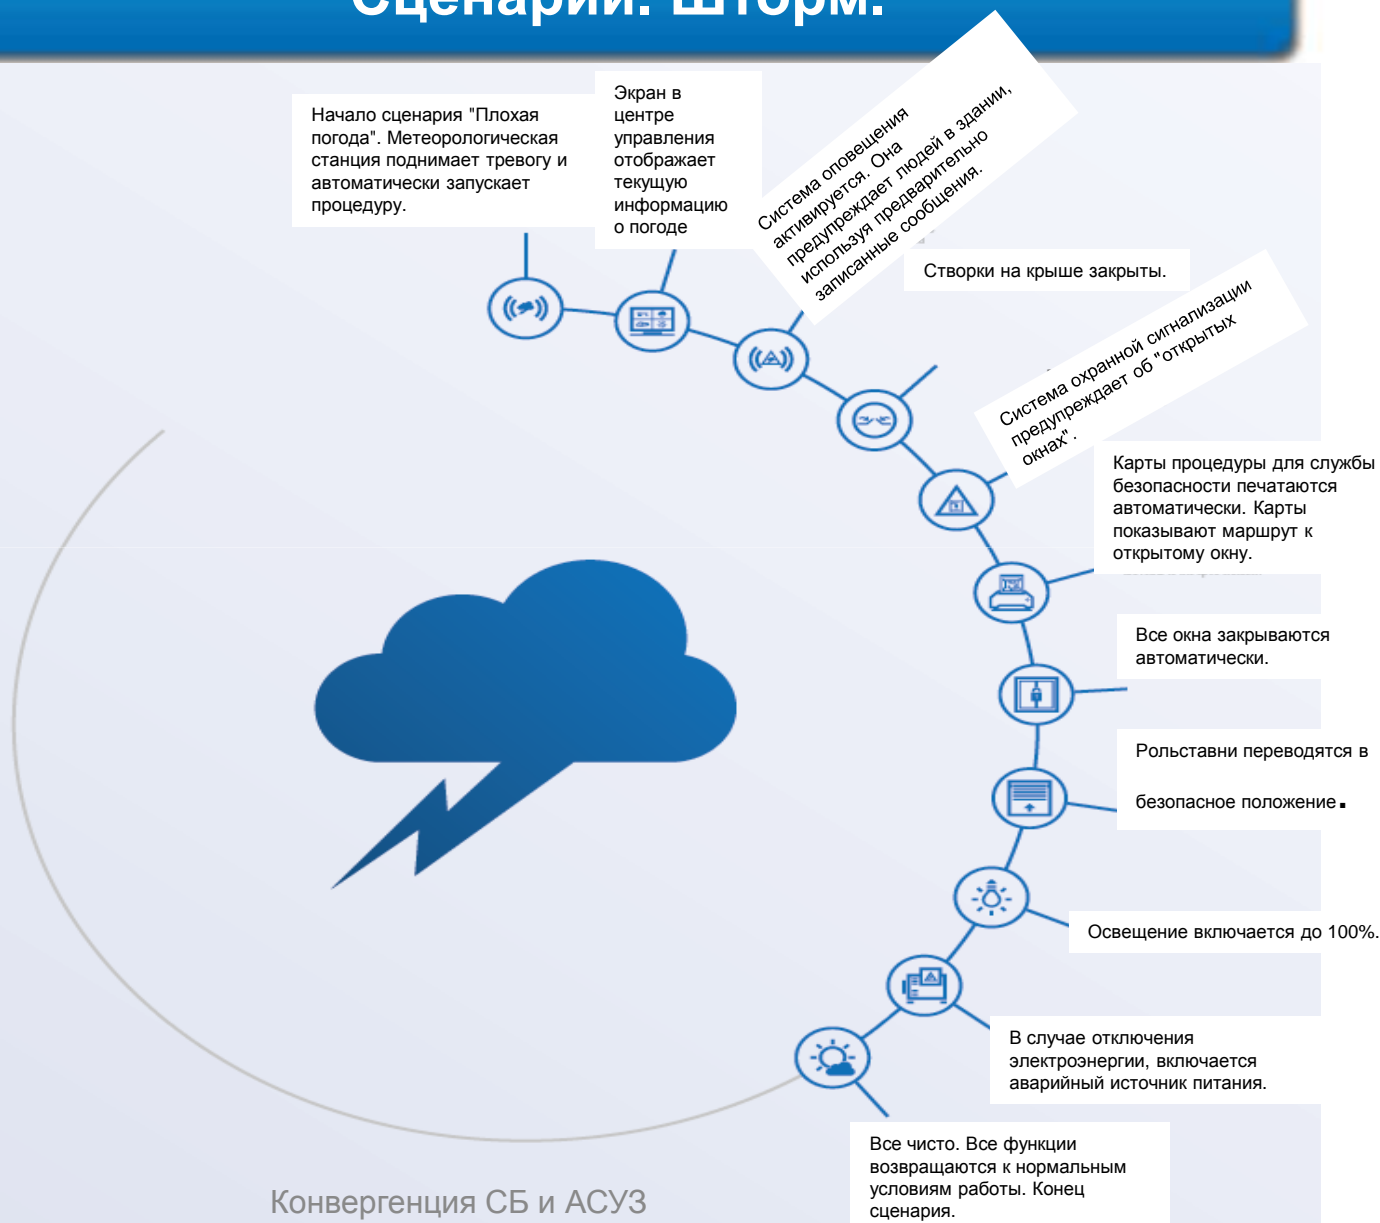 Сценарий. Шторм.
Начало сценария "Плохая
погода". Метеорологическая
станция поднимает тревогу и
автоматически запускает
процедуру.
Экран в
центре
управления
отображает
текущую
информацию
о погоде
Система оповещения
активируется. Она
предупреждает людей в здании,
используя предварительно
записанные сообщения.
Створки на крыше закрыты.
Система охранной сигнализации
предупреждает об "открытых
окнах" .
Карты процедуры для службы
безопасности печатаются
автоматически. Карты
показывают маршрут к
открытому окну.
Все окна закрываются
автоматически.
Рольставни переводятся в
безопасное положение.
Освещение включается до 100%.
В случае отключения
электроэнергии, включается
аварийный источник питания.
Все чисто. Все функции
возвращаются к нормальным
условиям работы. Конец
сценария.
Конвергенция СБ и АСУЗ